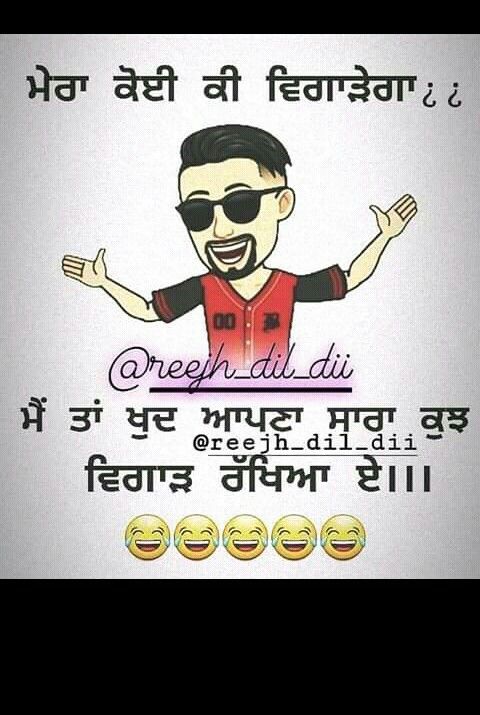 ਮੇਰਾ ਕੋਈ ਕੀ ਵਿਗਾੜੇਗਾ¿¿
00 B
@reejh_dil_dii
ਮੈਂ ਤਾਂ ਖੁਦ ਆਪਣਾ ਸਾਰਾ ਕੁਝ
@reejh_dil_dii
ਵਿਗਾੜ ਰੱਖਿਆ ਏ।।।
😂😂😂😂😂